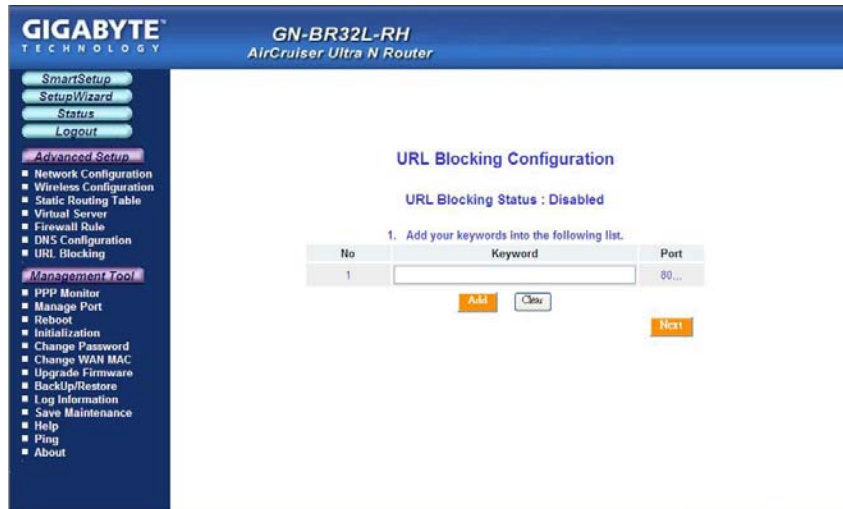 GIGABYTE™
TECHNOLOGY
GN-BR32L-RH
AirCruiser Ultra N Router
SmartSetup
SetupWizard
Status
Logout
Advanced Setup
Network Configuration
Wireless Configuration
Static Routing Table
Virtual Server
Firewall Rule
DNS Configuration
URL Blocking
Management Tool
PPP Monitor
Manage Port
Reboot
Initialization
Change Password
Change WAN MAC
Upgrade Firmware
BackUp/Restore
Log Information
Save Maintenance
Help
Ping
About
URL Blocking Configuration
URL Blocking Status : Disabled
1. Add your keywords into the following list.
No Keyword Port
1 80...
Add Clear
Next